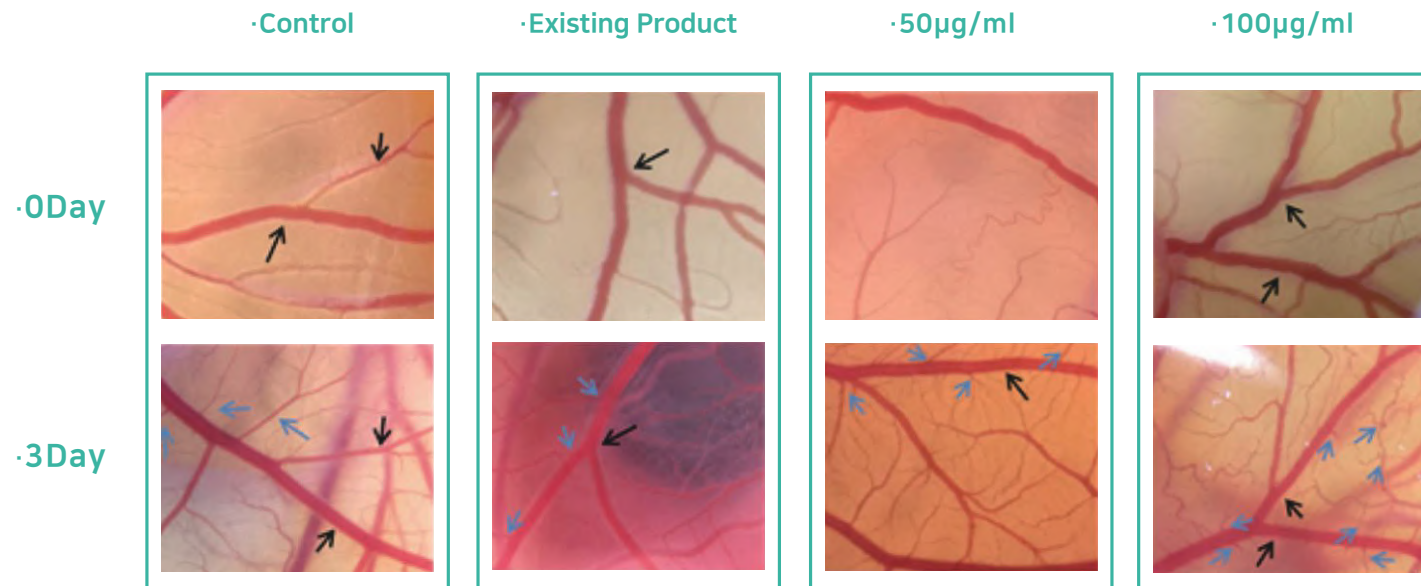 ·Control
·Existing Product
·50µg/ml
·100µg/ml
·0Day
·3Day